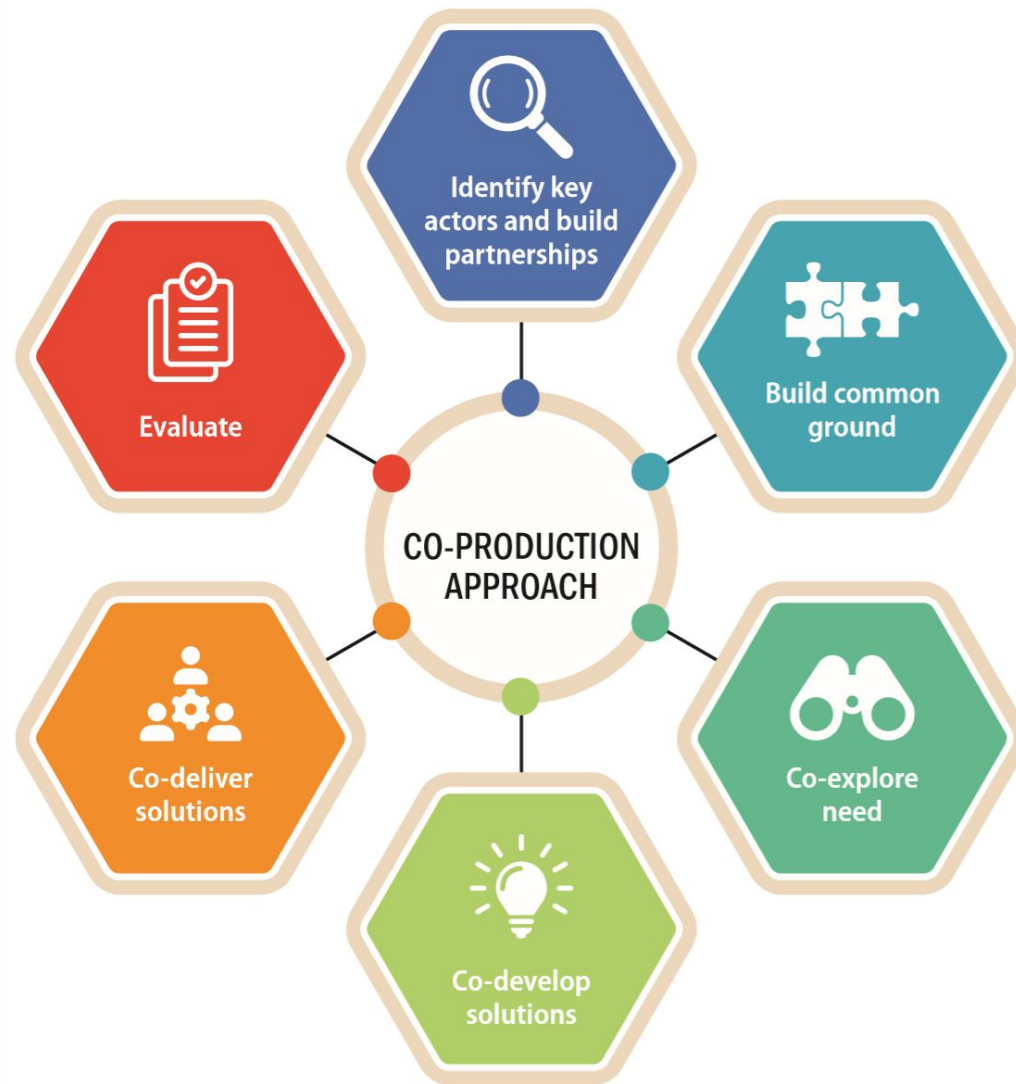 Identify key
actors and build
partnerships
Build common
ground
Co-explore
need
Co-develop
solutions
Co-deliver
solutions
Evaluate
CO-PRODUCTION
APPROACH